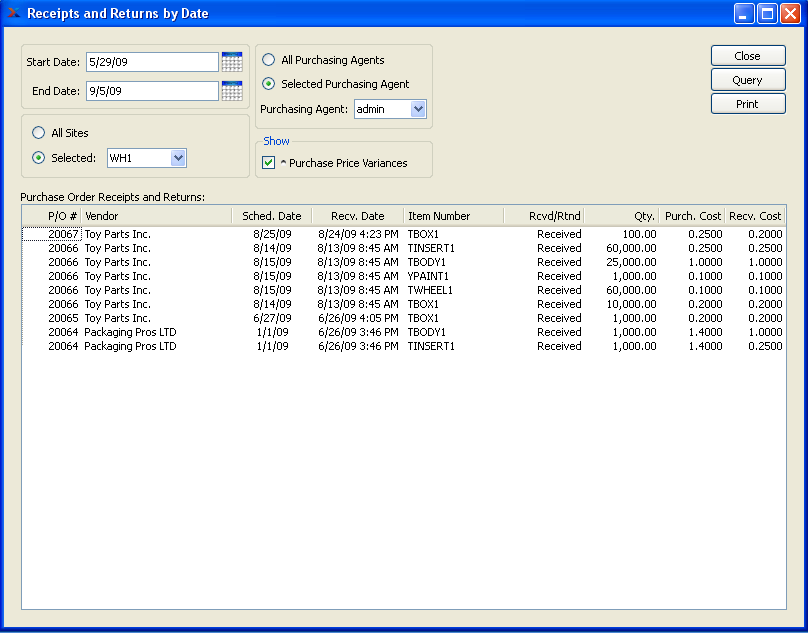 Receipts and Returns by Date
Start Date: 5/29/09
End Date: 9/5/09
All Sites
Selected: WH1
All Purchasing Agents
Selected Purchasing Agent
Purchasing Agent: admin
Show
^ Purchase Price Variances
Close
Query
Print
Purchase Order Receipts and Returns:
P/O # Vendor Sched. Date Recv. Date Item Number Rcvd/Rtnd Qty. Purch. Cost Recv. Cost
20067 Toy Parts Inc. 8/25/09 8/24/09 4:23 PM TBOX1 Received 100.00 0.2500 0.2000
20066 Toy Parts Inc. 8/14/09 8/13/09 8:45 AM TINSERT1 Received 60,000.00 0.2500 0.2500
20066 Toy Parts Inc. 8/15/09 8/13/09 8:45 AM TBODY1 Received 25,000.00 1.0000 1.0000
20066 Toy Parts Inc. 8/15/09 8/13/09 8:45 AM YPAINT1 Received 1,000.00 0.1000 0.1000
20066 Toy Parts Inc. 8/15/09 8/13/09 8:45 AM TWHEEL1 Received 60,000.00 0.1000 0.1000
20066 Toy Parts Inc. 8/14/09 8/13/09 8:45 AM TBOX1 Received 10,000.00 0.2000 0.2000
20065 Toy Parts Inc. 6/27/09 6/26/09 4:05 PM TBOX1 Received 1,000.00 0.2000 0.2000
20064 Packaging Pros LTD 1/1/09 6/26/09 3:46 PM TBODY1 Received 1,000.00 1.4000 1.0000
20064 Packaging Pros LTD 1/1/09 6/26/09 3:46 PM TINSERT1 Received 1,000.00 1.4000 0.2500